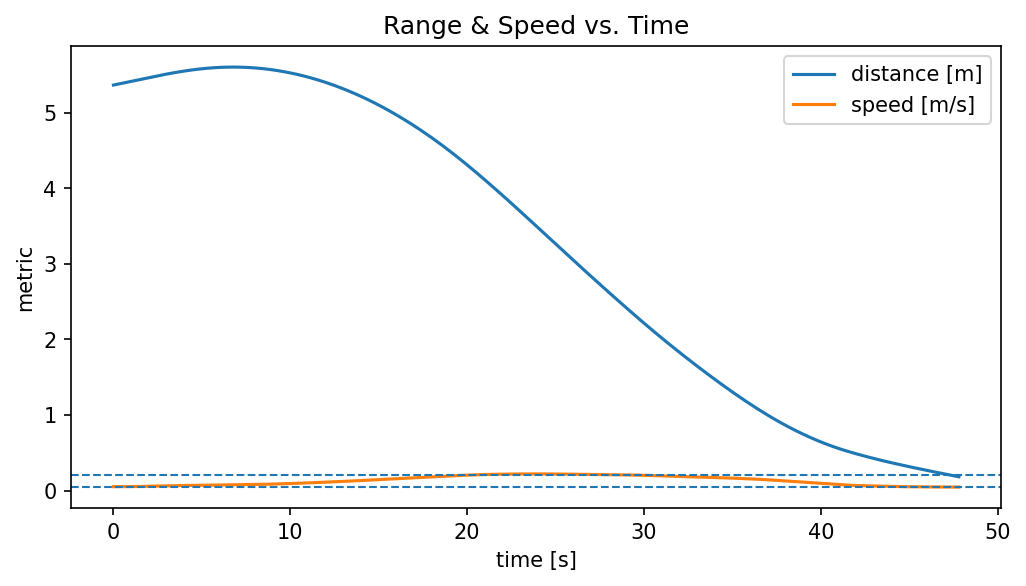 Range & Speed vs. Time
distance [m]
speed [m/s]
metric
5
4
3
2
1
0
0 10 20 30 40 50
time [s]